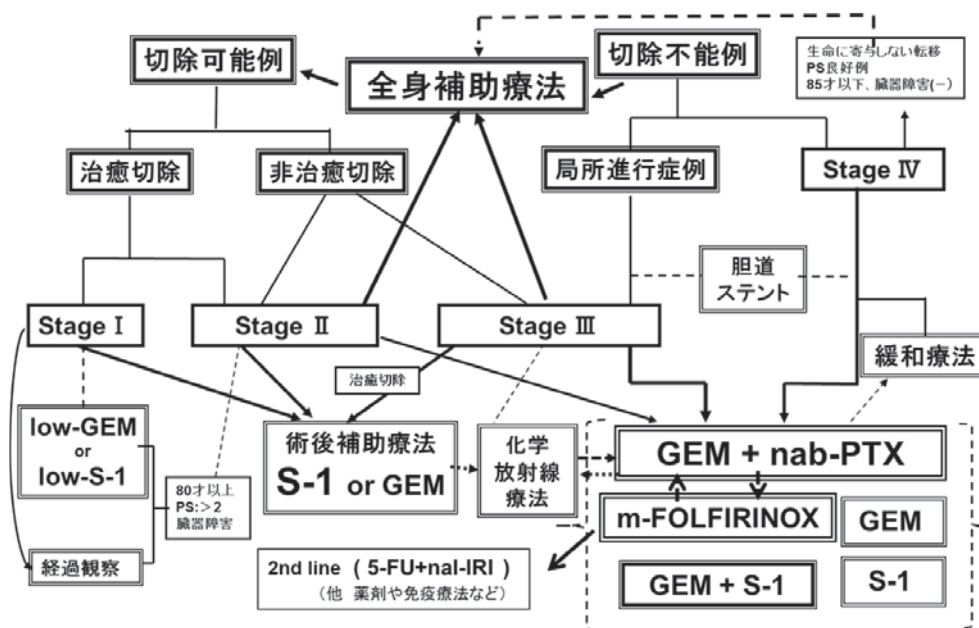 切除可能例
全身補助療法
切除不能例
生命に寄与しない転移
PS良好例
85才以下、臓器障害(－)
治癒切除
非治癒切除
局所進行症例
Stage Ⅳ
胆道
ステント
Stage Ⅰ
Stage Ⅱ
Stage Ⅲ
緩和療法
治癒切除
low-GEM
or
low-S-1
術後補助療法
S-1 or GEM
化学
放射線
療法
GEM + nab-PTX
80才以上
PS:＞2
臓器障害
m-FOLFIRINOX
GEM
経過観察
2nd line ( 5-FU+nal-IRI )
(他 薬剤や免疫療法など)
GEM + S-1
S-1